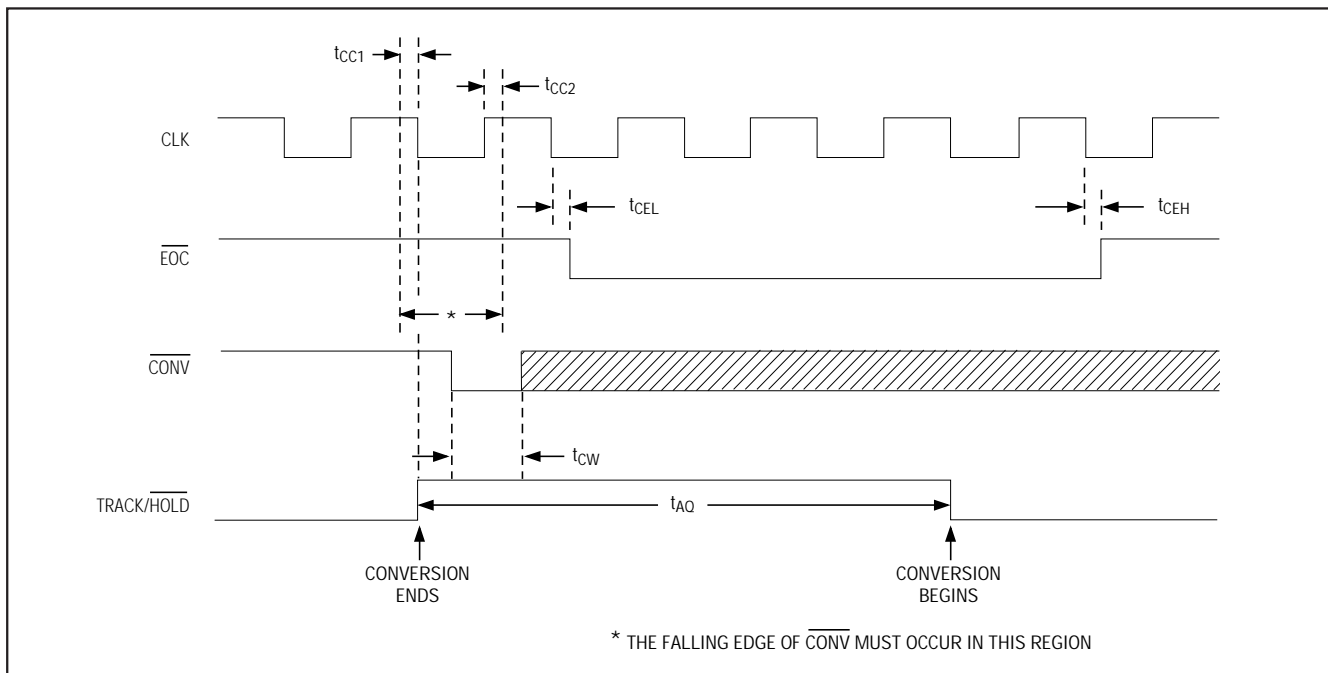 tCC1
tCC2
CLK
tCEL
tCEH
EOC
*
CONV
tCW
TRACK/HOLD
tAQ
CONVERSION
ENDS
CONVERSION
BEGINS
* THE FALLING EDGE OF CONV MUST OCCUR IN THIS REGION